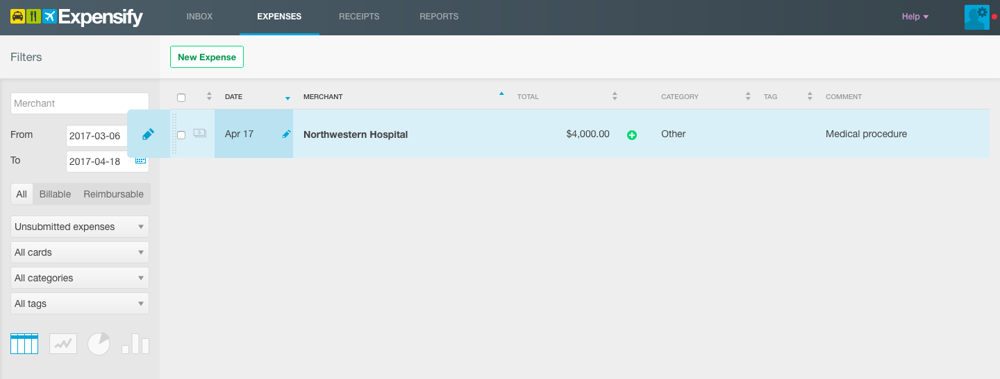 Expensify
INBOX
EXPENSES
RECEIPTS
REPORTS
Help
Filters
New Expense
Merchant
From
2017-03-06
To
2017-04-18
All
Billable
Reimbursable
Unsubmitted expenses
All cards
All categories
All tags
DATE
MERCHANT
TOTAL
CATEGORY
TAG
COMMENT
$
Apr 17
Northwestern Hospital
$4,000.00
Other
Medical procedure